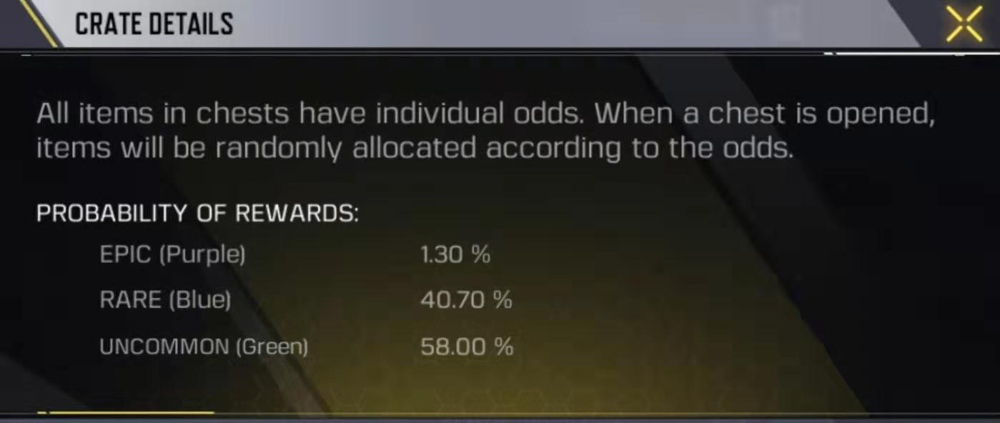 CRATE DETAILS
All items in chests have individual odds. When a chest is opened,
items will be randomly allocated according to the odds.
PROBABILITY OF REWARDS:
EPIC (Purple) 1.30 %
RARE (Blue) 40.70 %
UNCOMMON (Green) 58.00 %